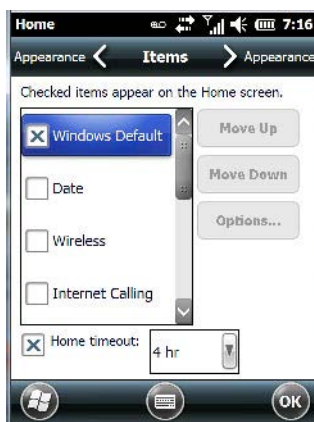 Home 7:16
Appearance Items Appearance
Checked items appear on the Home screen.
Windows Default
Move Up
Date
Move Down
Wireless
Options...
Internet Calling
Home timeout: 4 hr
OK